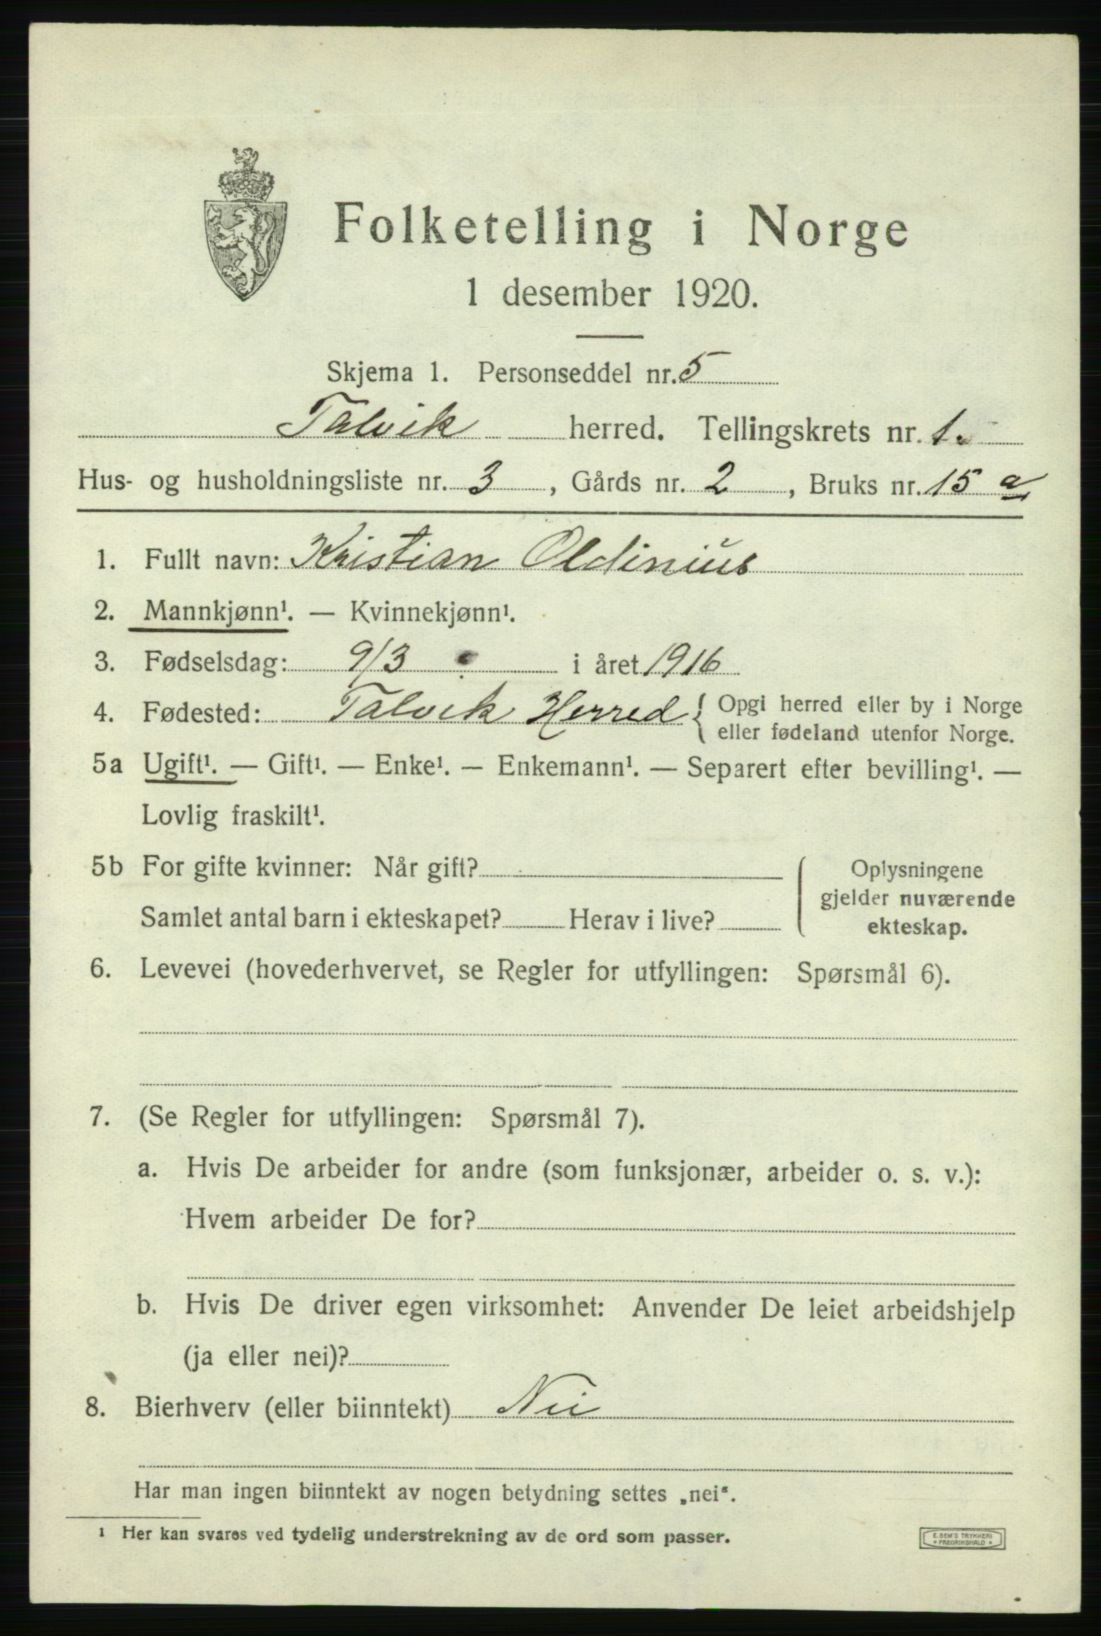 Folketelling i Norge
1 desember 1920.
Skjema 1. Personseddel nr. 5
Talvik herred. Tellingskrets nr. 1.
Hus- og husholdningsliste nr. 3, Gårds nr. 2, Bruks nr. 15 a
1. Fullt navn: Kristian Oldinius
2. Mannkjønn¹. — Kvinnekjønn¹.
3. Fødselsdag: 9/3 i året 1916
4. Fødested: Talvik Herred { Opgi herred eller by i Norge
eller fødeland utenfor Norge.
5a Ugift¹. — Gift¹. — Enke¹. — Enkemann¹. — Separert efter bevilling¹. —
Lovlig fraskilt¹.
5b For gifte kvinner: Når gift?
Samlet antal barn i ekteskapet? Herav i live?
Oplysningene
gjelder nuværende
ekteskap.
6. Levevei (hovederhvervet, se Regler for utfyllingen: Spørsmål 6).
7. (Se Regler for utfyllingen: Spørsmål 7).
a. Hvis De arbeider for andre (som funksjonær, arbeider o. s. v.):
Hvem arbeider De for?
b. Hvis De driver egen virksomhet: Anvender De leiet arbeidshjelp
(ja eller nei)?
8. Bierhverv (eller biinntekt) Nei
Har man ingen biinntekt av nogen betydning settes „nei“.
¹ Her kan svares ved tydelig understrekning av de ord som passer.
E. SEM'S TRYKKERI
FREDRIKSHALD